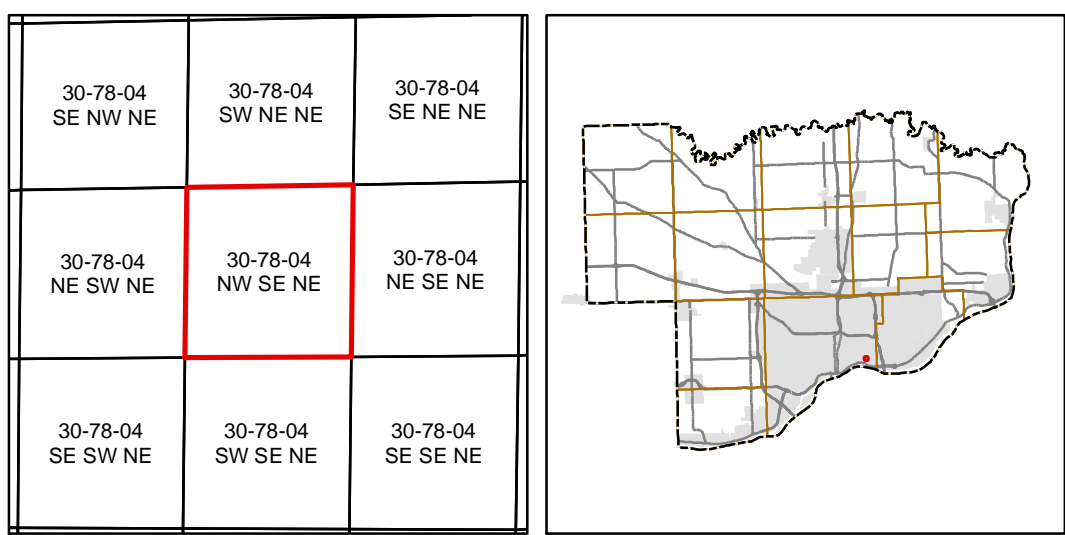 30-78-04
SE NW NE
30-78-04
SW NE NE
30-78-04
SE NE NE
30-78-04
NE SW NE
30-78-04
NW SE NE
30-78-04
NE SE NE
30-78-04
SE SW NE
30-78-04
SW SE NE
30-78-04
SE SE NE